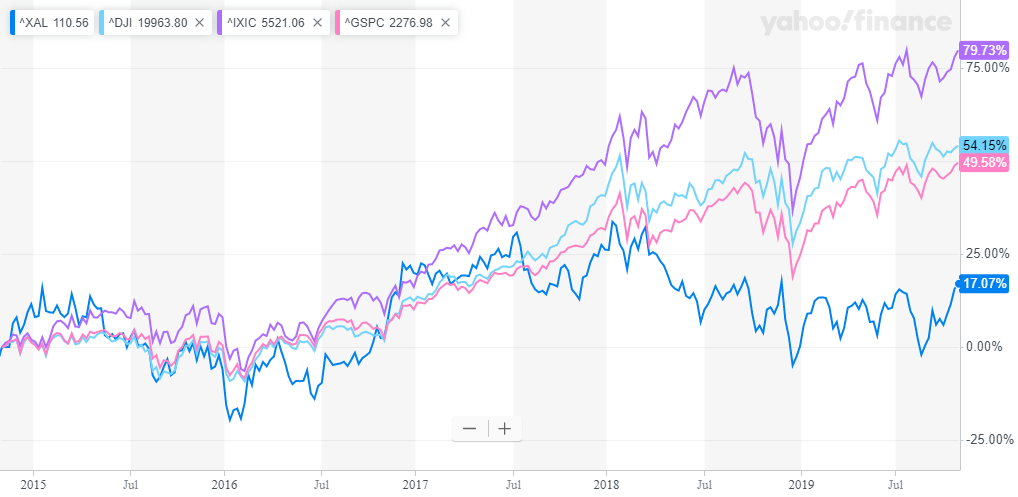 ^XAL 110.56 ^DJI 19963.80 ^IXIC 5521.06 ^GSPC 2276.98
yahoo!finance
79.73%
75.00%
54.15%
49.58%
25.00%
17.07%
0.00%
-25.00%
2015 Jul 2016 Jul 2017 Jul 2018 Jul 2019 Jul